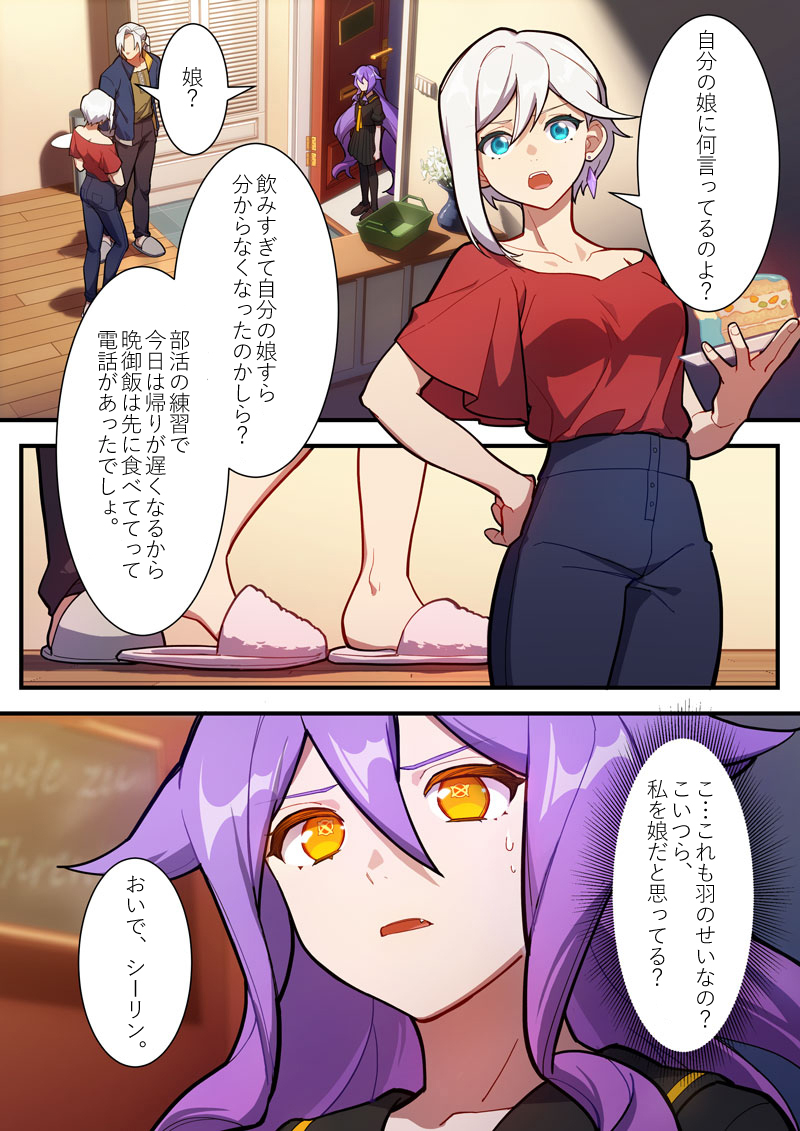 自分の娘に何言ってるのよ？
娘？
飲みすぎて自分の娘すら
分からなくなったのかしら？
部活の練習で
今日は帰りが遅くなるから
晩御飯は先に食べててって
電話があったでしょ。
こ…これも羽のせいなの？
こいつら、
私を娘だと思ってる？
おいで、シーリン。